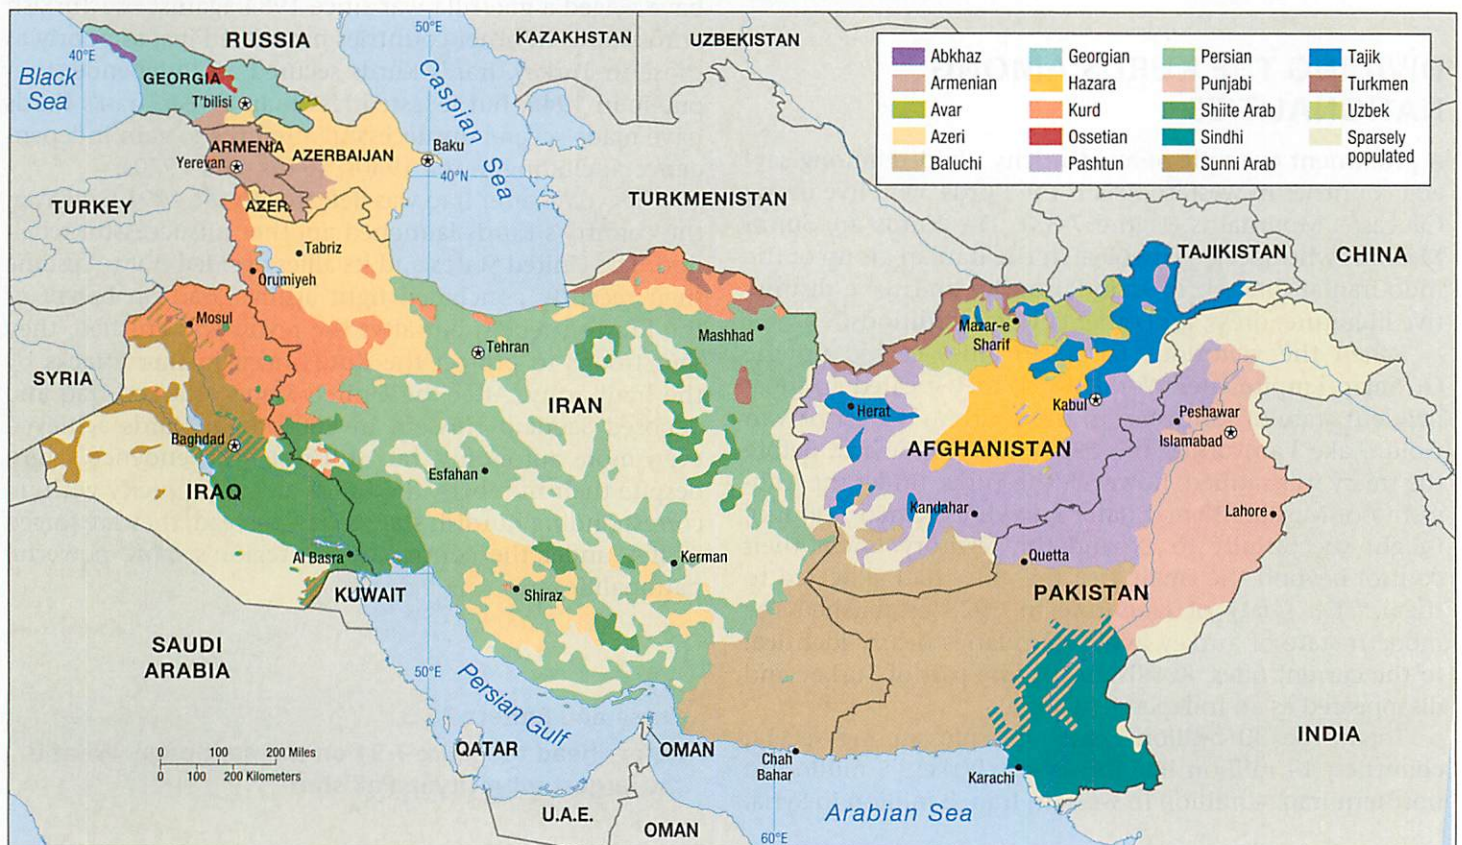 50°E
RUSSIA
40°E
KAZAKHSTAN
UZBEKISTAN
Black
Sea
GEORGIA
T'bilisi
Caspian Sea
ARMENIA
Yerevan
AZERBAIJAN
Baku
40°N
AZER.
TURKEY
TURKMENISTAN
Tabriz
Orumiyeh
TAJIKISTAN
CHINA
Mosul
Mashhad
Mazar-e
Sharif
Tehran
SYRIA
IRAN
Herat
Kabul
Peshawar
Islamabad
Baghdad
AFGHANISTAN
Esfahan
IRAQ
Kandahar
Lahore
Al Basra
Kerman
Quetta
KUWAIT
Shiraz
PAKISTAN
SAUDI
ARABIA
50°E
Persian Gulf
QATAR
OMAN
Chah
Bahar
Karachi
INDIA
0 100 200 Miles
0 100 200 Kilometers
U.A.E.
OMAN
60°E
Arabian Sea
Abkhaz
Armenian
Avar
Azeri
Baluchi
Georgian
Hazara
Kurd
Ossetian
Pashtun
Persian
Punjabi
Shiite Arab
Sindhi
Sunni Arab
Tajik
Turkmen
Uzbek
Sparsely
populated